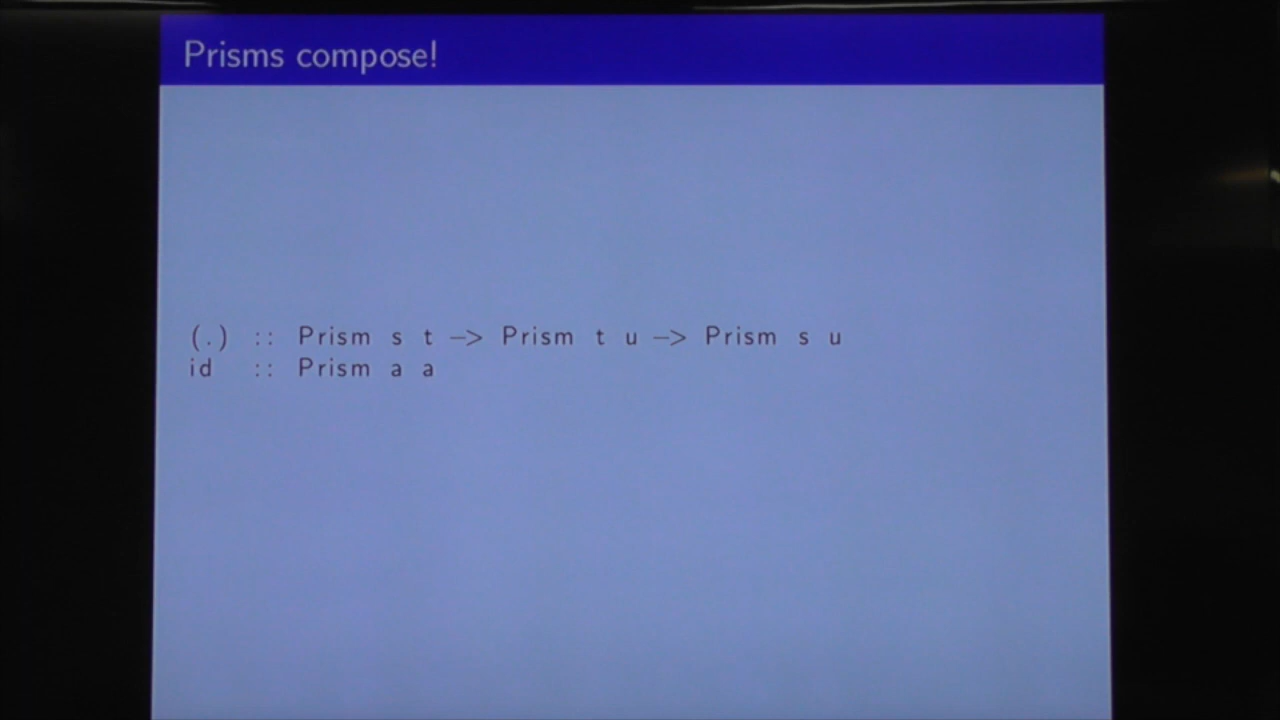 Prisms compose!
(.) :: Prism s t -> Prism t u -> Prism s u
id :: Prism a a